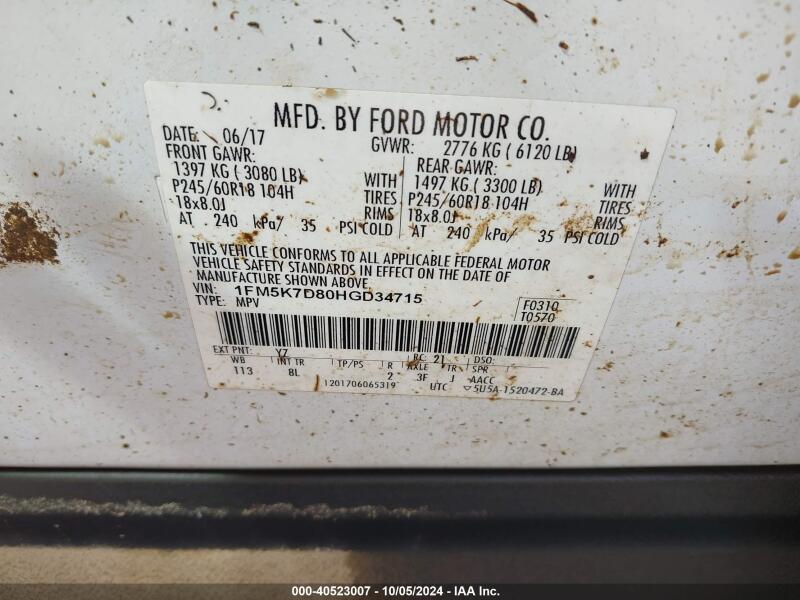 MFD. BY FORD MOTOR CO.
DATE: 06/17 GVWR: 2776 KG ( 6120 LB)
FRONT GAWR: REAR GAWR:
1397 KG ( 3080 LB) WITH 1497 KG ( 3300 LB) WITH
P245/60R18 104H TIRES P245/60R18 104H TIRES
18x8.0J RIMS 18x8.0J RIMS
AT 240 kPa/ 35 PSI COLD AT 240 kPa/ 35 PSI COLD
THIS VEHICLE CONFORMS TO ALL APPLICABLE FEDERAL MOTOR
VEHICLE SAFETY STANDARDS IN EFFECT ON THE DATE OF
MANUFACTURE SHOWN ABOVE.
VIN: 1FM5K7D80HGD34715
TYPE: MPV
F0310
T0570
EXT PNT: YZ RC: 21 DSO:
WB INT TR TP/PS R AXLE TR SPR
113 8L 2 3F J AACC
1201706065319 UTC 5U5A-1520472-BA
000-40523007 - 10/05/2024 - IAA Inc.